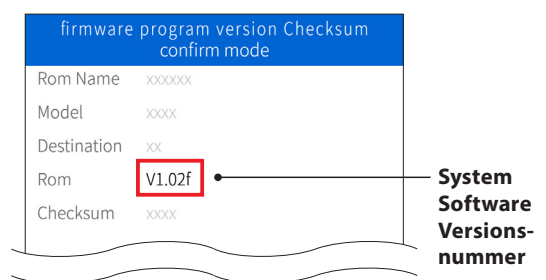 firmware program version Checksum
confirm mode
Rom Name xxxxxx
Model xxxx
Destination xx
Rom V1.02f
Checksum xxxx
System
Software
Versions-
nummer